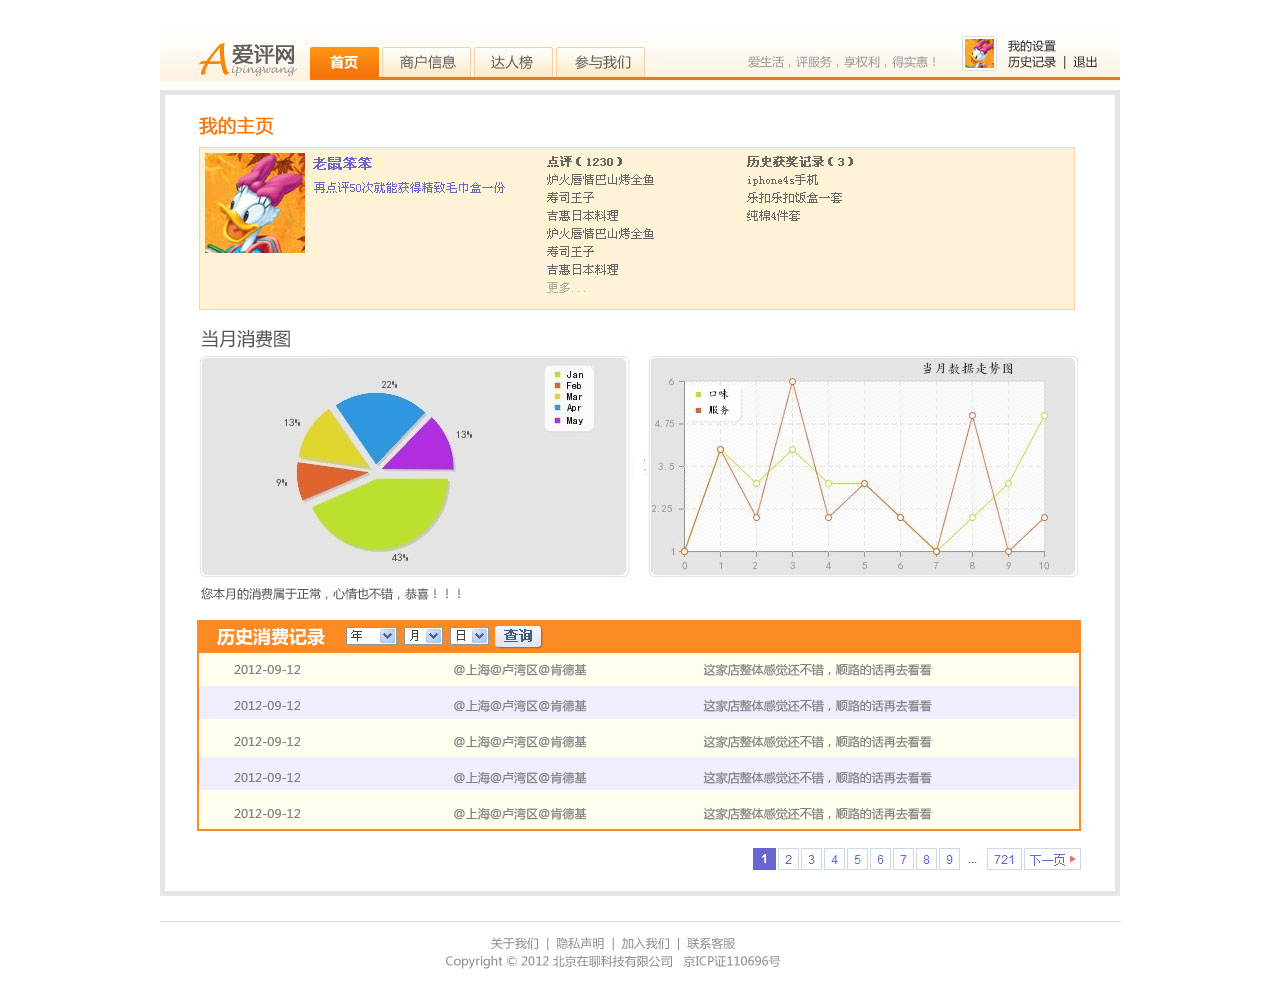 A爱评网
ipingwang
首页 商户信息 达人榜 参与我们
爱生活，评服务，享权利，得实惠！
我的设置
历史记录 | 退出
我的主页
老鼠笨笨
再点评50次就能获得精致毛巾盒一份
点评（1230）
炉火唇情巴山烤全鱼
寿司王子
吉惠日本料理
炉火唇情巴山烤全鱼
寿司王子
吉惠日本料理
更多...
历史获奖记录（3）
iphone4s手机
乐扣乐扣饭盒一套
纯棉4件套
当月消费图
22%
13%
13%
9%
43%
Jan
Feb
Mar
Apr
May
当月数据走势图
口味
服务
6
4.75
3.5
2.25
1
0 1 2 3 4 5 6 7 8 9 10
您本月的消费属于正常，心情也不错，恭喜！！！
历史消费记录 年 月 日 查询
2012-09-12 @上海@卢湾区@肯德基 这家店整体感觉还不错，顺路的话再去看看
2012-09-12 @上海@卢湾区@肯德基 这家店整体感觉还不错，顺路的话再去看看
2012-09-12 @上海@卢湾区@肯德基 这家店整体感觉还不错，顺路的话再去看看
2012-09-12 @上海@卢湾区@肯德基 这家店整体感觉还不错，顺路的话再去看看
2012-09-12 @上海@卢湾区@肯德基 这家店整体感觉还不错，顺路的话再去看看
1 2 3 4 5 6 7 8 9 ... 721 下一页
关于我们 | 隐私声明 | 加入我们 | 联系客服
Copyright © 2012 北京在聊科技有限公司 京ICP证110696号